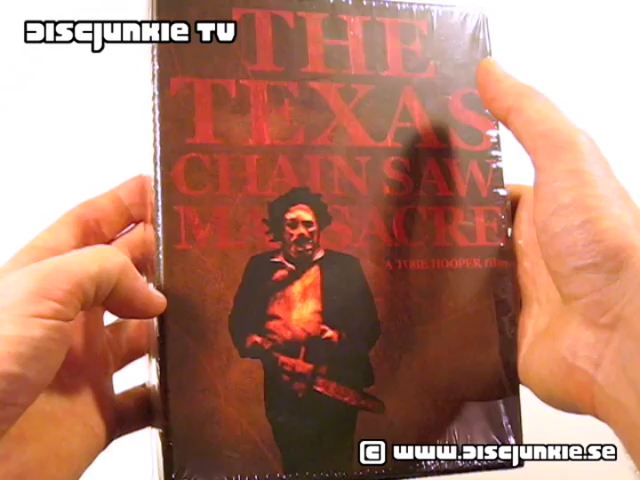 DISCJUNKIE TV
THE
TEXAS
CHAIN SAW
MASSACRE
A TOBE HOOPER film
© www.DISCJUNKIE.SE